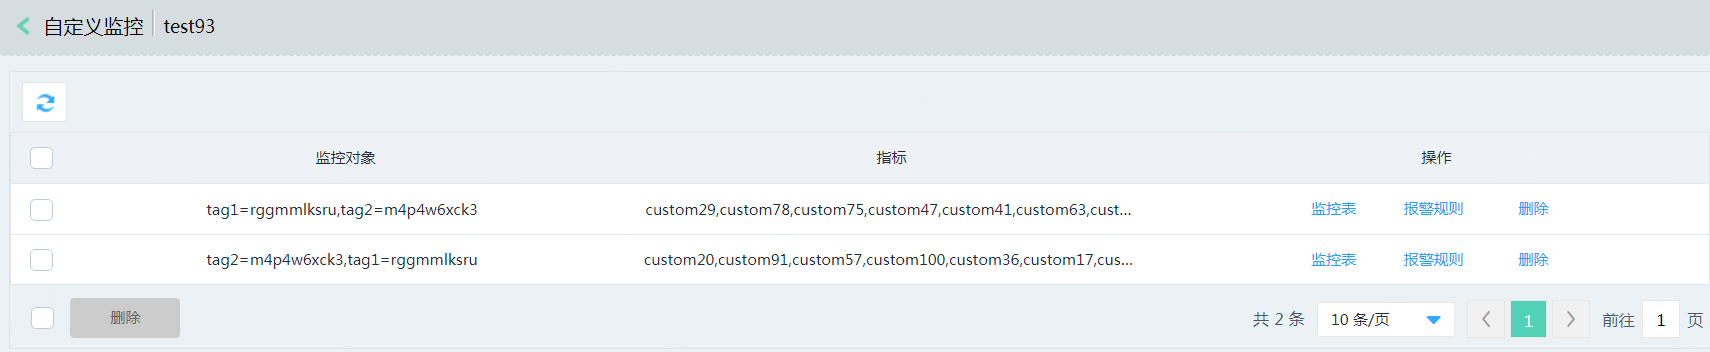 自定义监控 test93
监控对象 指标 操作
tag1=rggmmlksru,tag2=m4p4w6xck3 custom29,custom78,custom75,custom47,custom41,custom63,cust... 监控表 报警规则 删除
tag2=m4p4w6xck3,tag1=rggmmlksru custom20,custom91,custom57,custom100,custom36,custom17,cus... 监控表 报警规则 删除
删除 共 2 条 10 条/页 1 前往 1 页